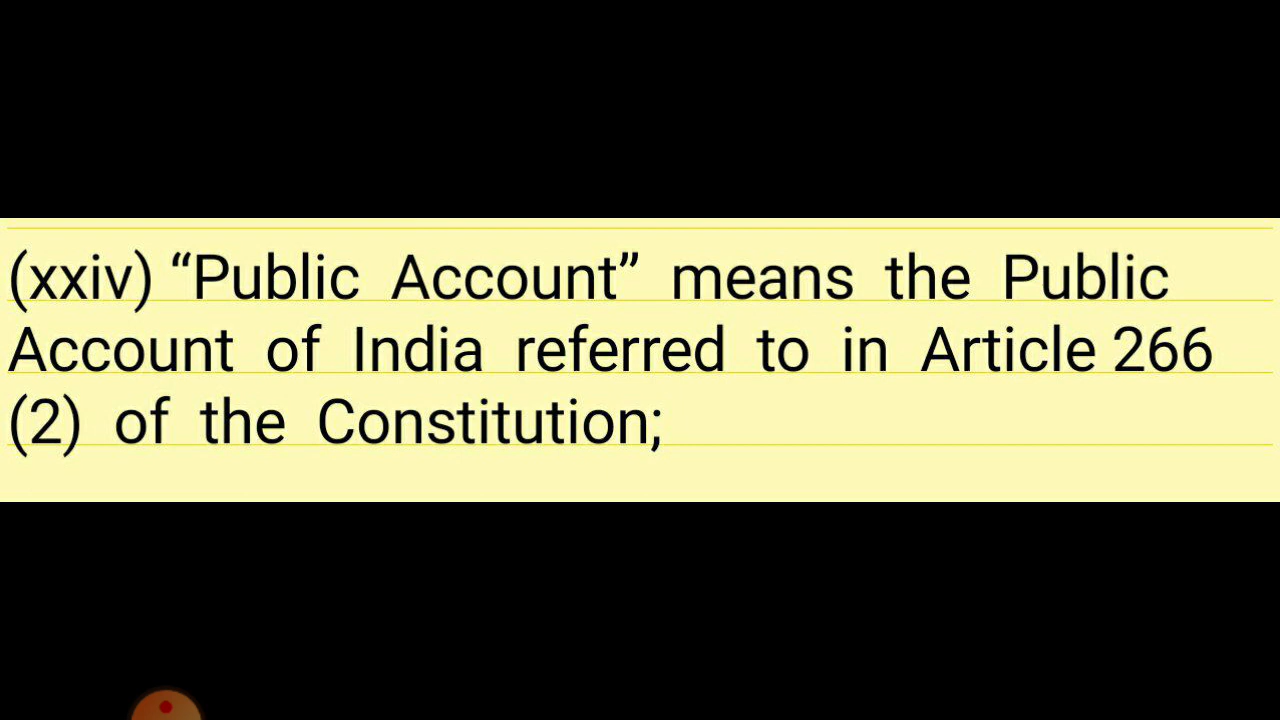 (xxiv) “Public Account” means the Public
Account of India referred to in Article 266
(2) of the Constitution;